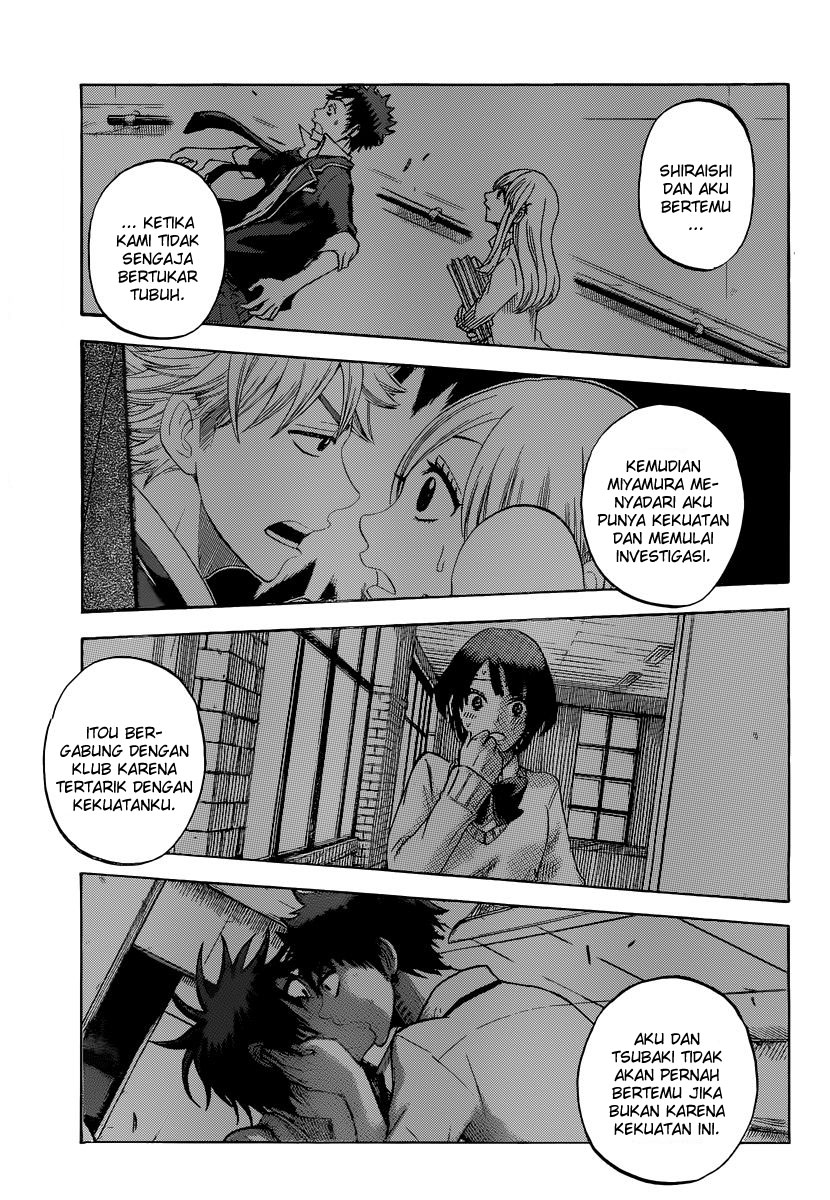 SHIRAISHI
DAN AKU
BERTEMU
...
... KETIKA
KAMI TIDAK
SENGAJA
BERTUKAR
TUBUH.
KEMUDIAN
MIYAMURA ME-
NYADARI AKU
PUNYA KEKUATAN
DAN MEMULAI
INVESTIGASI.
ITOU BER-
GABUNG DENGAN
KLUB KARENA
TERTARIK DENGAN
KEKUATANKU.
AKU DAN
TSUBAKI TIDAK
AKAN PERNAH
BERTEMU JIKA
BUKAN KARENA
KEKUATAN INI.